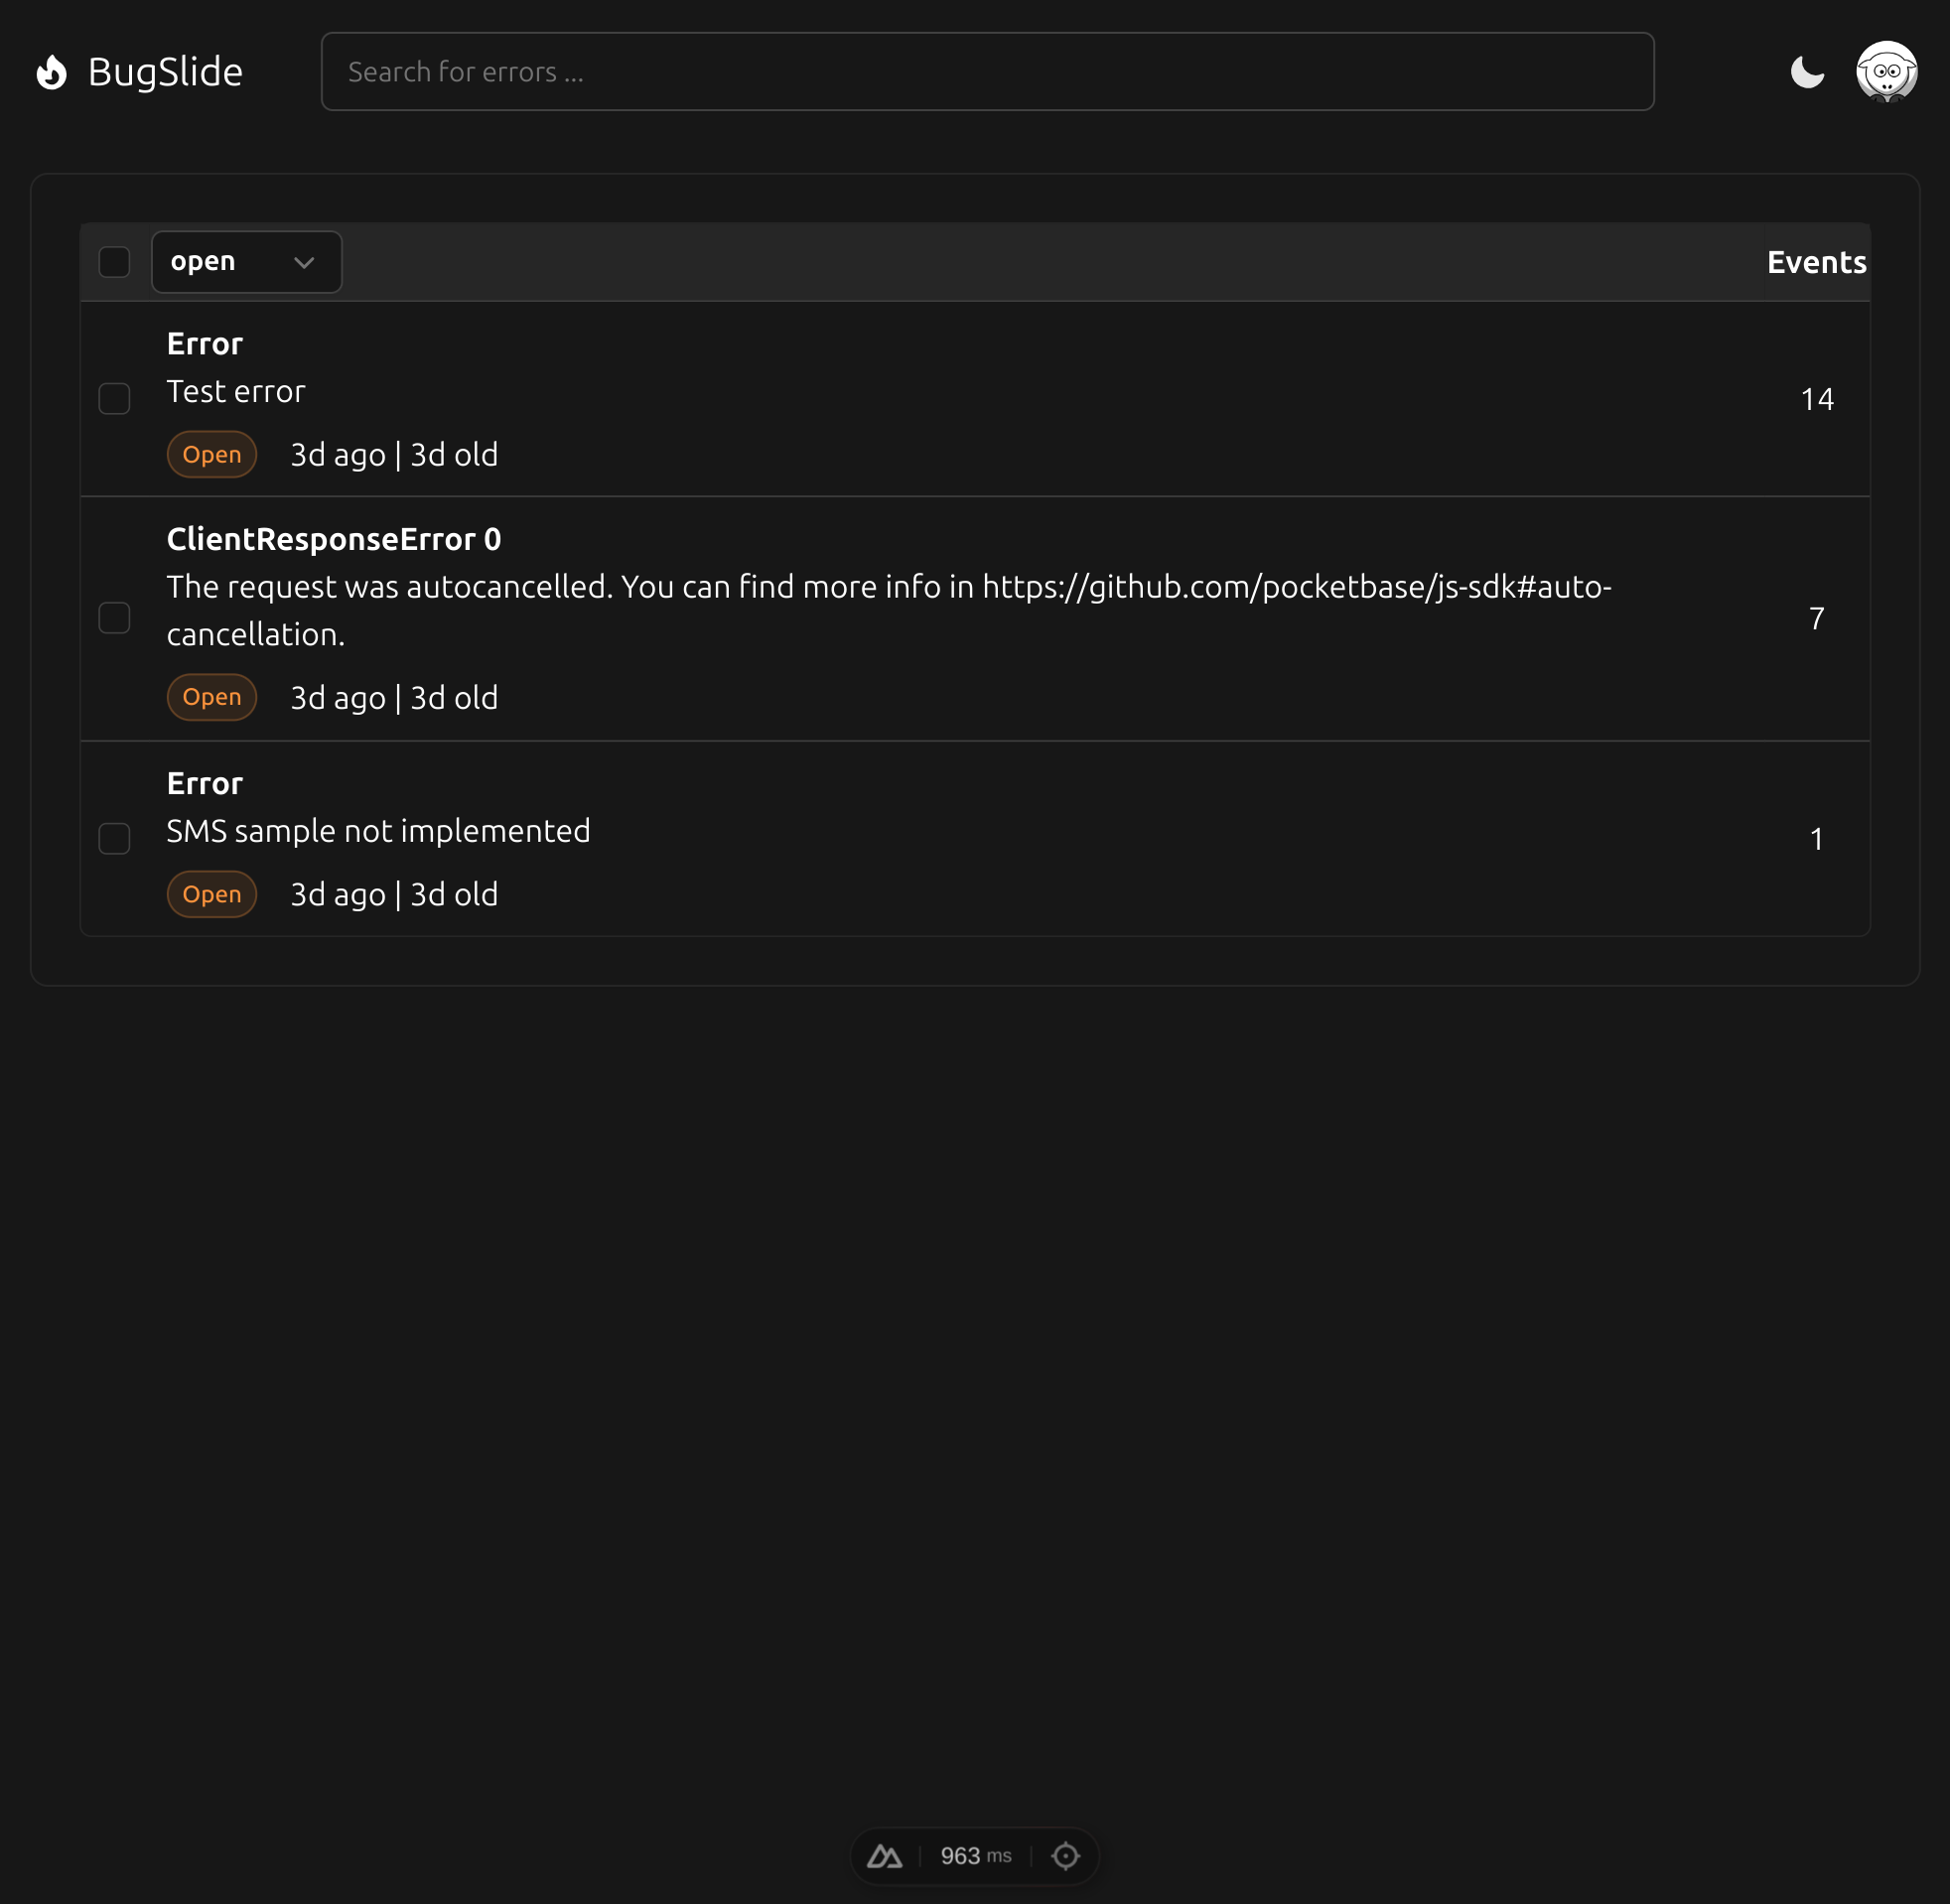 BugSlide
Search for errors ...
open
Events
Error
Test error
14
Open
3d ago | 3d old
ClientResponseError 0
The request was autocancelled. You can find more info in https://github.com/pocketbase/js-sdk#auto-
cancellation.
7
Open
3d ago | 3d old
Error
SMS sample not implemented
1
Open
3d ago | 3d old
963 ms